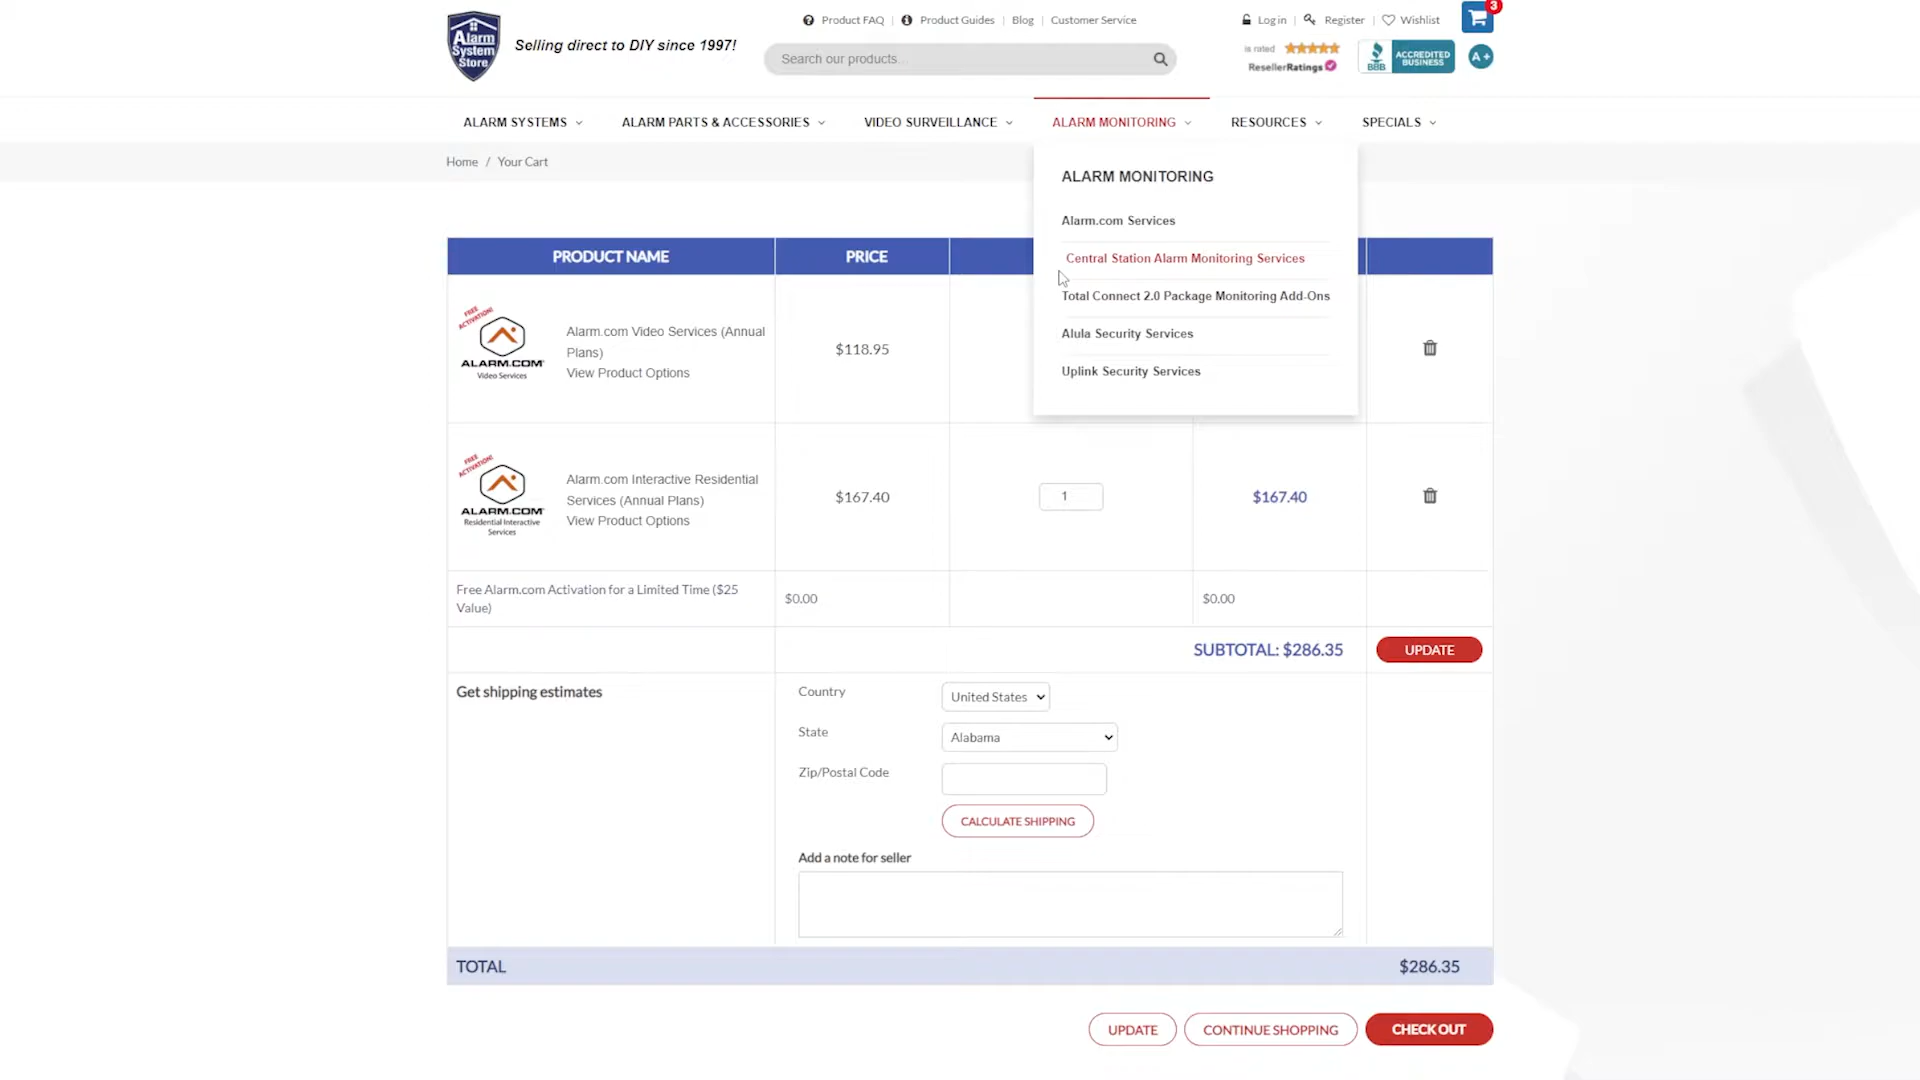 Alarm
System
Store
Selling direct to DIY since 1997!
Product FAQ
Product Guides
Blog
Customer Service
Log in
Register
Wishlist
3
Search our products...
is rated
ResellerRatings
BBB
ACCREDITED
BUSINESS
A+
ALARM SYSTEMS
ALARM PARTS & ACCESSORIES
VIDEO SURVEILLANCE
ALARM MONITORING
RESOURCES
SPECIALS
Home / Your Cart
ALARM MONITORING
Alarm.com Services
Central Station Alarm Monitoring Services
Total Connect 2.0 Package Monitoring Add-Ons
Alula Security Services
Uplink Security Services
PRODUCT NAME
PRICE
FREE
ACTIVATION!
ALARM.COM
Video Services
Alarm.com Video Services (Annual
Plans)
View Product Options
$118.95
FREE
ACTIVATION!
ALARM.COM
Residential Interactive
Services
Alarm.com Interactive Residential
Services (Annual Plans)
View Product Options
$167.40
1
$167.40
Free Alarm.com Activation for a Limited Time ($25
Value)
$0.00
$0.00
SUBTOTAL: $286.35
UPDATE
Get shipping estimates
Country
United States
State
Alabama
Zip/Postal Code
CALCULATE SHIPPING
Add a note for seller
TOTAL
$286.35
UPDATE
CONTINUE SHOPPING
CHECK OUT